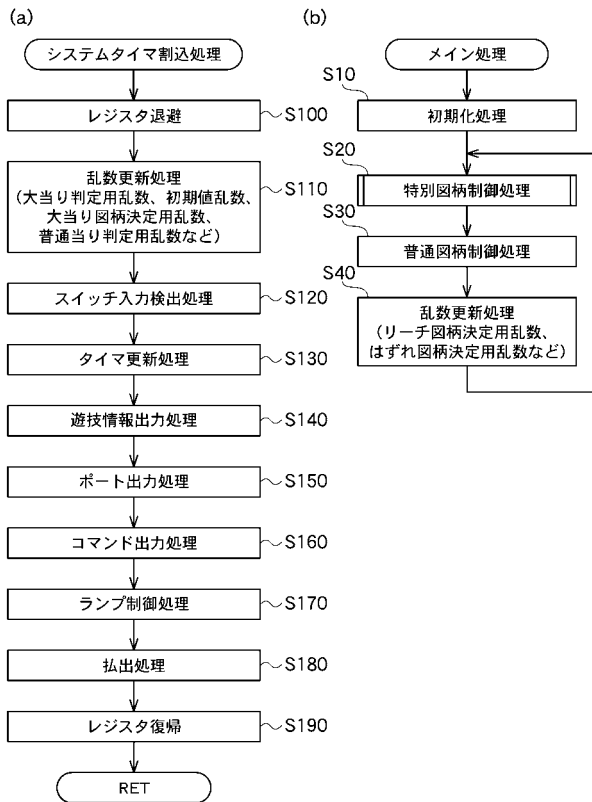 (a)
システムタイマ割込処理
レジスタ退避
S100
乱数更新処理
(大当り判定用乱数、初期値乱数、
大当り図柄決定用乱数、
普通当り判定用乱数など)
S110
スイッチ入力検出処理
S120
タイマ更新処理
S130
遊技情報出力処理
S140
ポート出力処理
S150
コマンド出力処理
S160
ランプ制御処理
S170
払出処理
S180
レジスタ復帰
S190
RET
(b)
メイン処理
S10
初期化処理
S20
特別図柄制御処理
S30
普通図柄制御処理
S40
乱数更新処理
(リーチ図柄決定用乱数、
はずれ図柄決定用乱数など)